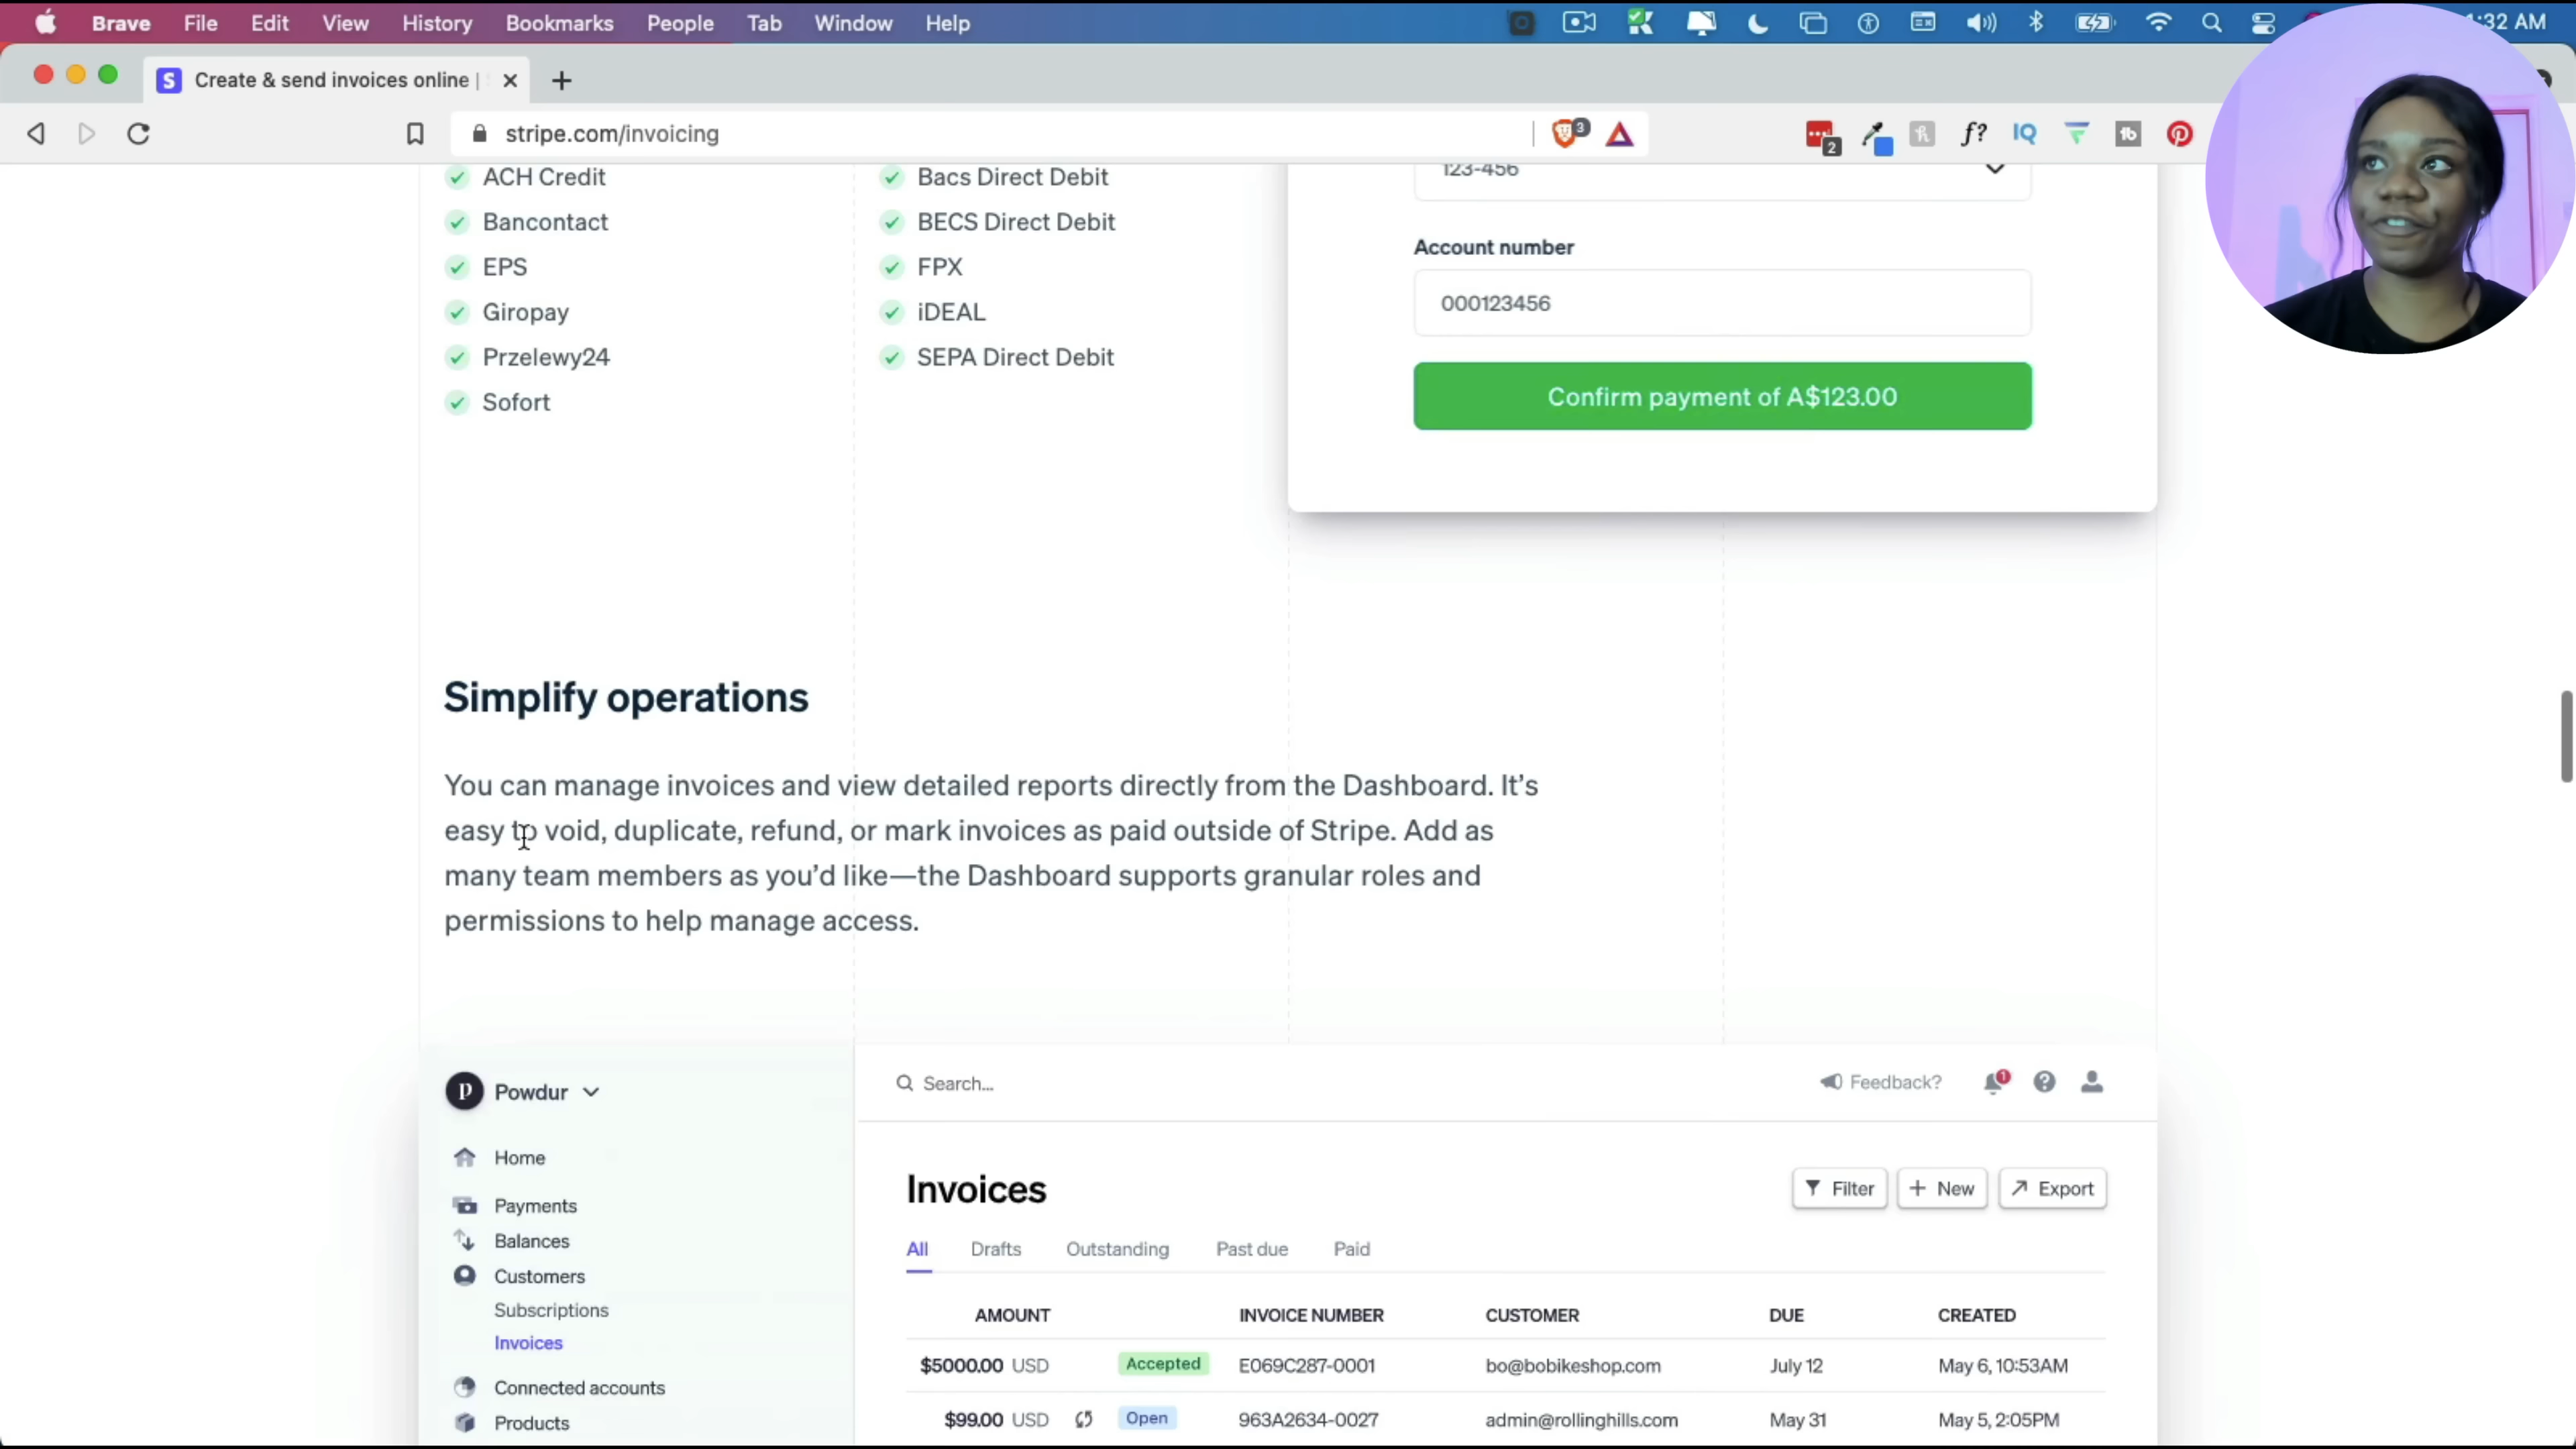 Brave File Edit View History Bookmarks People Tab Window Help
:32 AM
S Create & send invoices online |
stripe.com/invoicing
3
2
f?
IQ
tb
ACH Credit
Bancontact
EPS
Giropay
Przelewy24
Sofort
Bacs Direct Debit
BECS Direct Debit
FPX
iDEAL
SEPA Direct Debit
123-456
Account number
000123456
Confirm payment of A$123.00
Simplify operations
You can manage invoices and view detailed reports directly from the Dashboard. It’s
easy to void, duplicate, refund, or mark invoices as paid outside of Stripe. Add as
many team members as you’d like—the Dashboard supports granular roles and
permissions to help manage access.
P Powdur
Home
Payments
Balances
Customers
Subscriptions
Invoices
Connected accounts
Products
Search...
Feedback?
1
Invoices
Filter
New
Export
All Drafts Outstanding Past due Paid
AMOUNT INVOICE NUMBER CUSTOMER DUE CREATED
$5000.00 USD Accepted E069C287-0001 bo@bobikeshop.com July 12 May 6, 10:53AM
$99.00 USD Open 963A2634-0027 admin@rollinghills.com May 31 May 5, 2:05PM